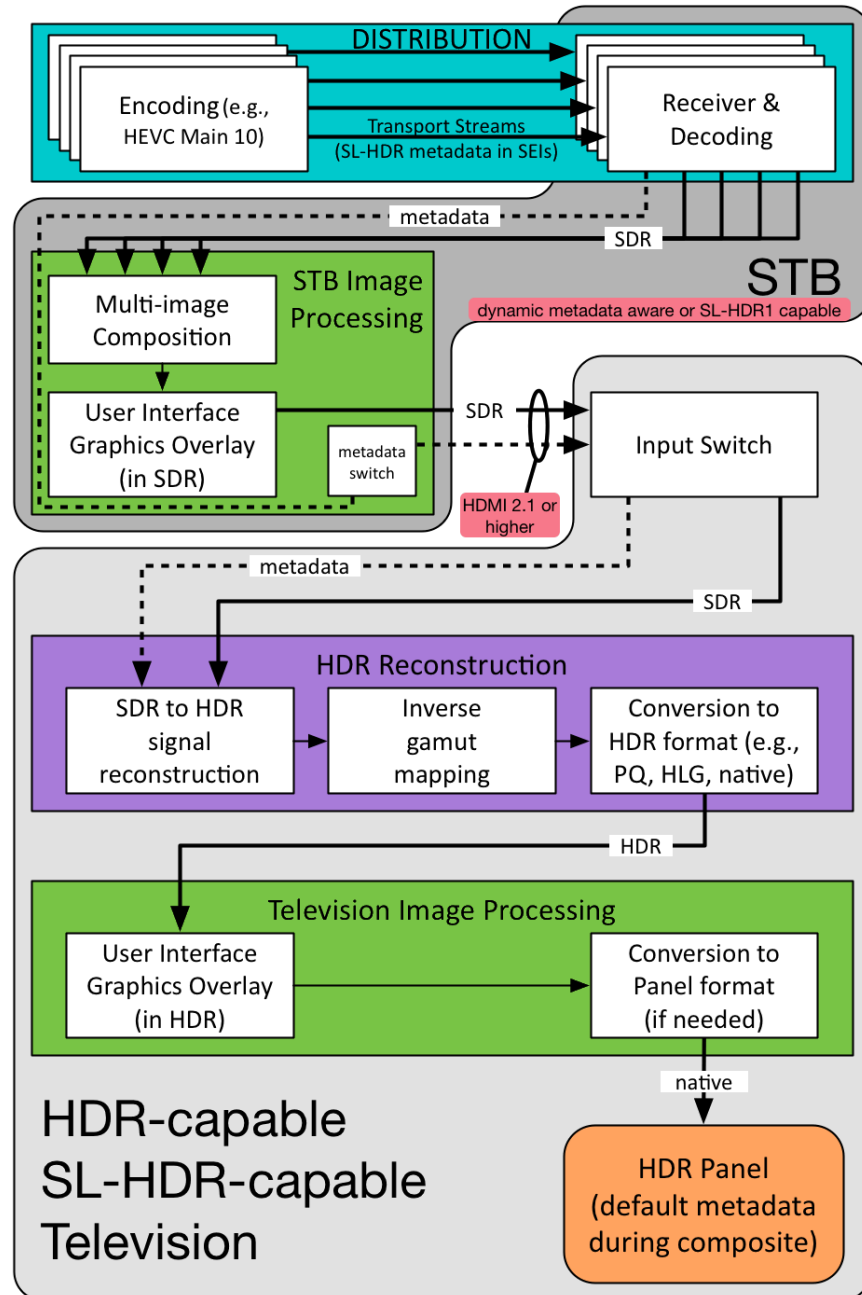 DISTRIBUTION
Encoding (e.g.,
HEVC Main 10)
Transport Streams
(SL-HDR metadata in SEIs)
Receiver &
Decoding
metadata
SDR
STB
dynamic metadata aware or SL-HDR1 capable
STB Image
Processing
Multi-image
Composition
User Interface
Graphics Overlay
(in SDR)
metadata
switch
SDR
HDMI 2.1 or
higher
Input Switch
metadata
SDR
HDR Reconstruction
SDR to HDR
signal
reconstruction
Inverse
gamut
mapping
Conversion to
HDR format (e.g.,
PQ, HLG, native)
HDR
Television Image Processing
User Interface
Graphics Overlay
(in HDR)
Conversion to
Panel format
(if needed)
native
HDR-capable
SL-HDR-capable
Television
HDR Panel
(default metadata
during composite)